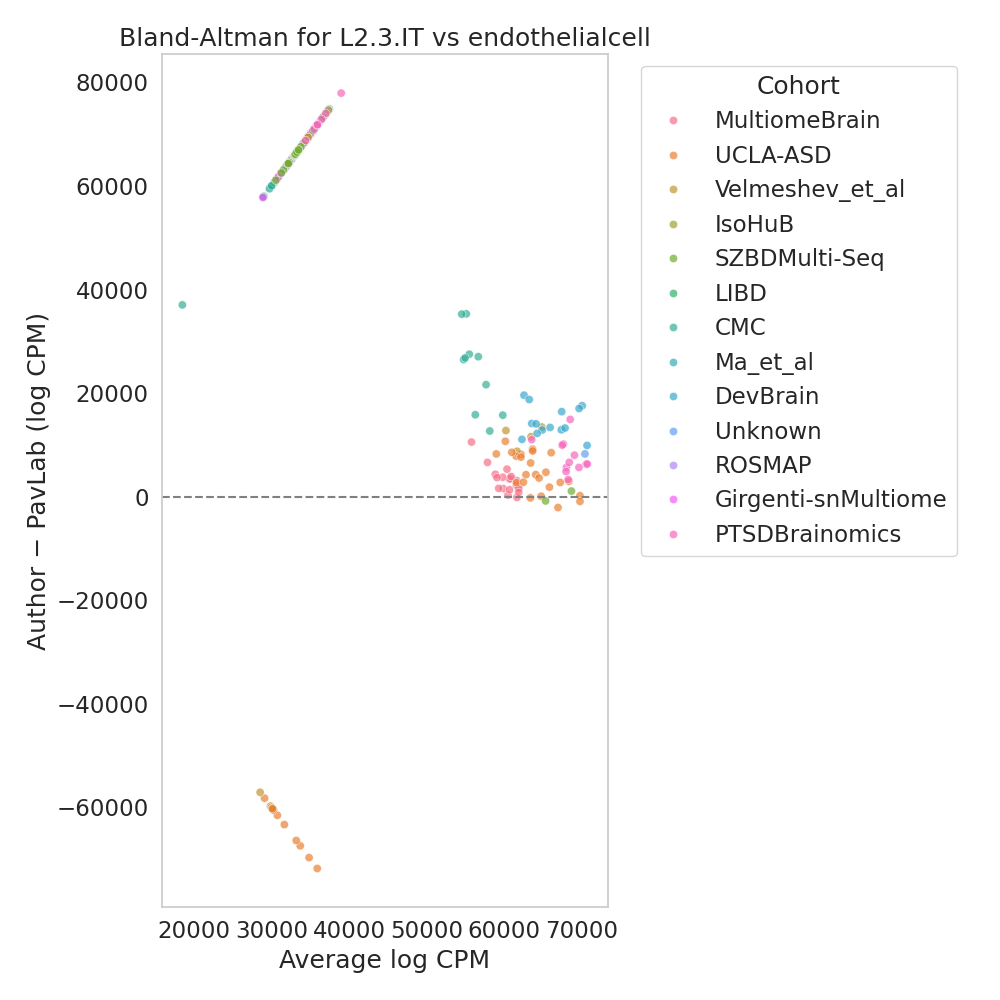 Bland-Altman for L2.3.IT vs endothelialcell
80000
60000
40000
20000
0
−20000
−40000
−60000
Author − PavLab (log CPM)
20000 30000 40000 50000 60000 70000
Average log CPM
Cohort
MultiomeBrain
UCLA-ASD
Velmeshev_et_al
IsoHuB
SZBDMulti-Seq
LIBD
CMC
Ma_et_al
DevBrain
Unknown
ROSMAP
Girgenti-snMultiome
PTSDBrainomics